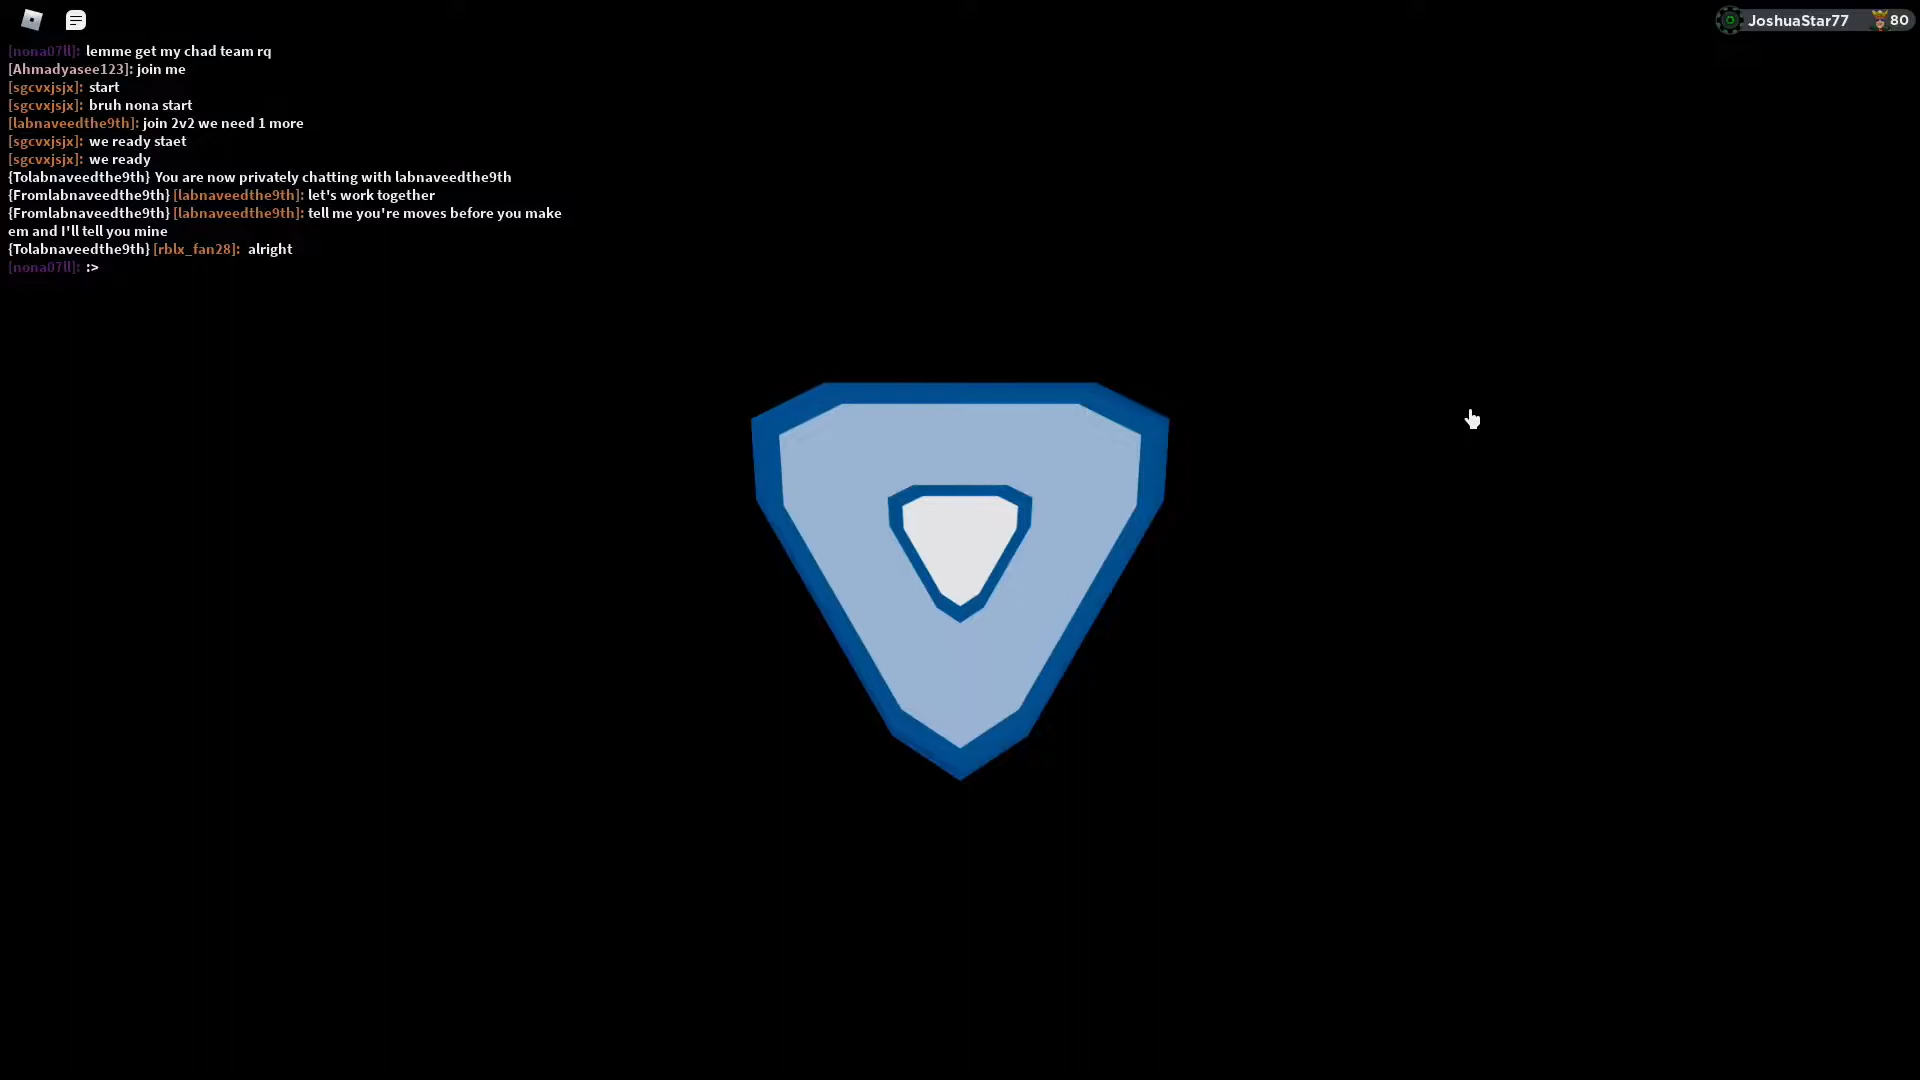 JoshuaStar77 80
[nona07ll]: lemme get my chad team rq
[Ahmadyasee123]: join me
[sgcvxjsjx]: start
[sgcvxjsjx]: bruh nona start
[labnaveedthe9th]: join 2v2 we need 1 more
[sgcvxjsjx]: we ready staet
[sgcvxjsjx]: we ready
{Tolabnaveedthe9th} You are now privately chatting with labnaveedthe9th
{Fromlabnaveedthe9th} [labnaveedthe9th]: let's work together
{Fromlabnaveedthe9th} [labnaveedthe9th]: tell me you're moves before you make
em and I'll tell you mine
{Tolabnaveedthe9th} [rblx_fan28]: alright
[nona07ll]: :>